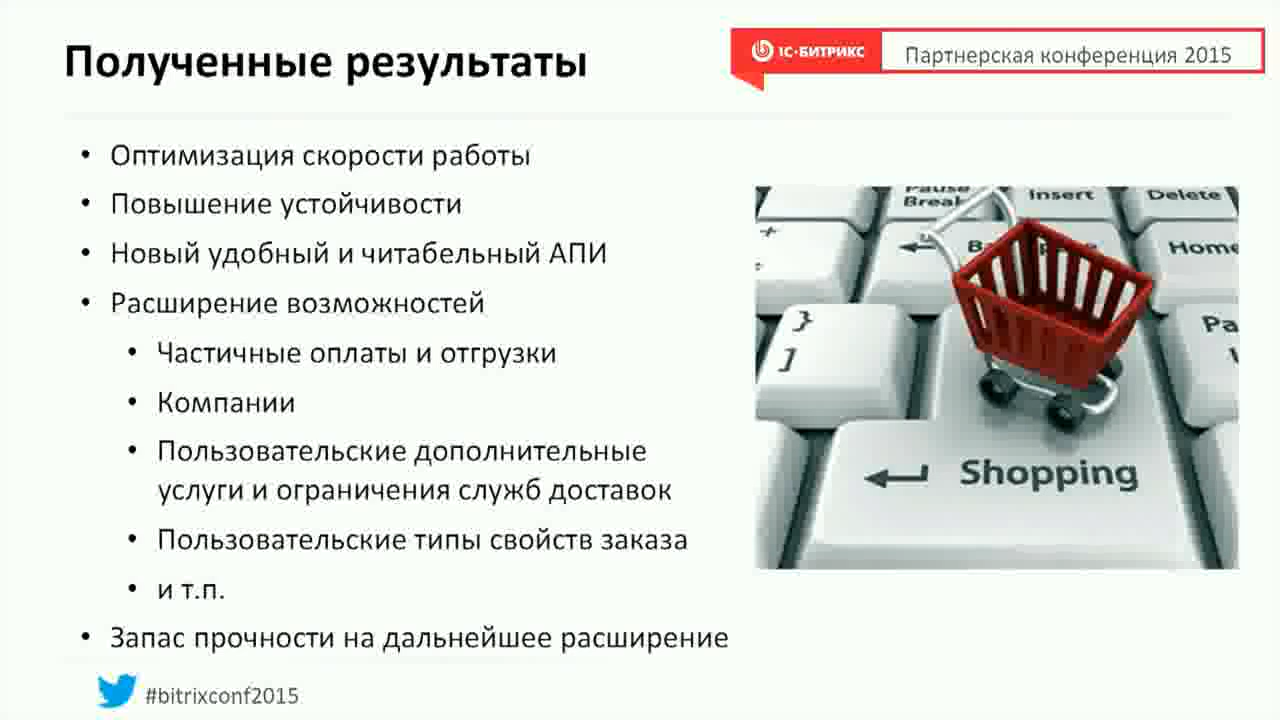 Полученные результаты
1С·БИТРИКС
Партнерская конференция 2015
• Оптимизация скорости работы
• Повышение устойчивости
• Новый удобный и читабельный АПИ
• Расширение возможностей
• Частичные оплаты и отгрузки
• Компании
• Пользовательские дополнительные
услуги и ограничения служб доставок
• Пользовательские типы свойств заказа
• и т.п.
• Запас прочности на дальнейшее расширение
Pause
Break
Insert
Delete
Home
}
]
Shopping
#bitrixconf2015